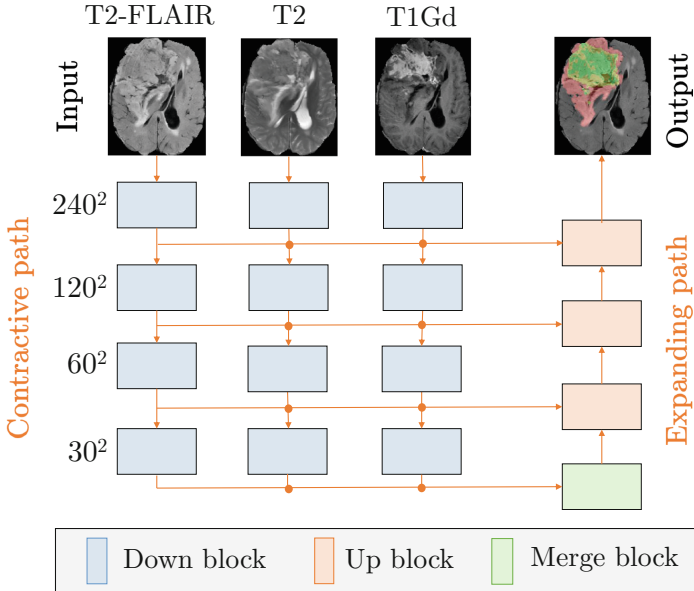 T2-FLAIR T2 T1Gd
Input
Output
240²
120²
60²
30²
Contractive path
Expanding path
Down block Up block Merge block